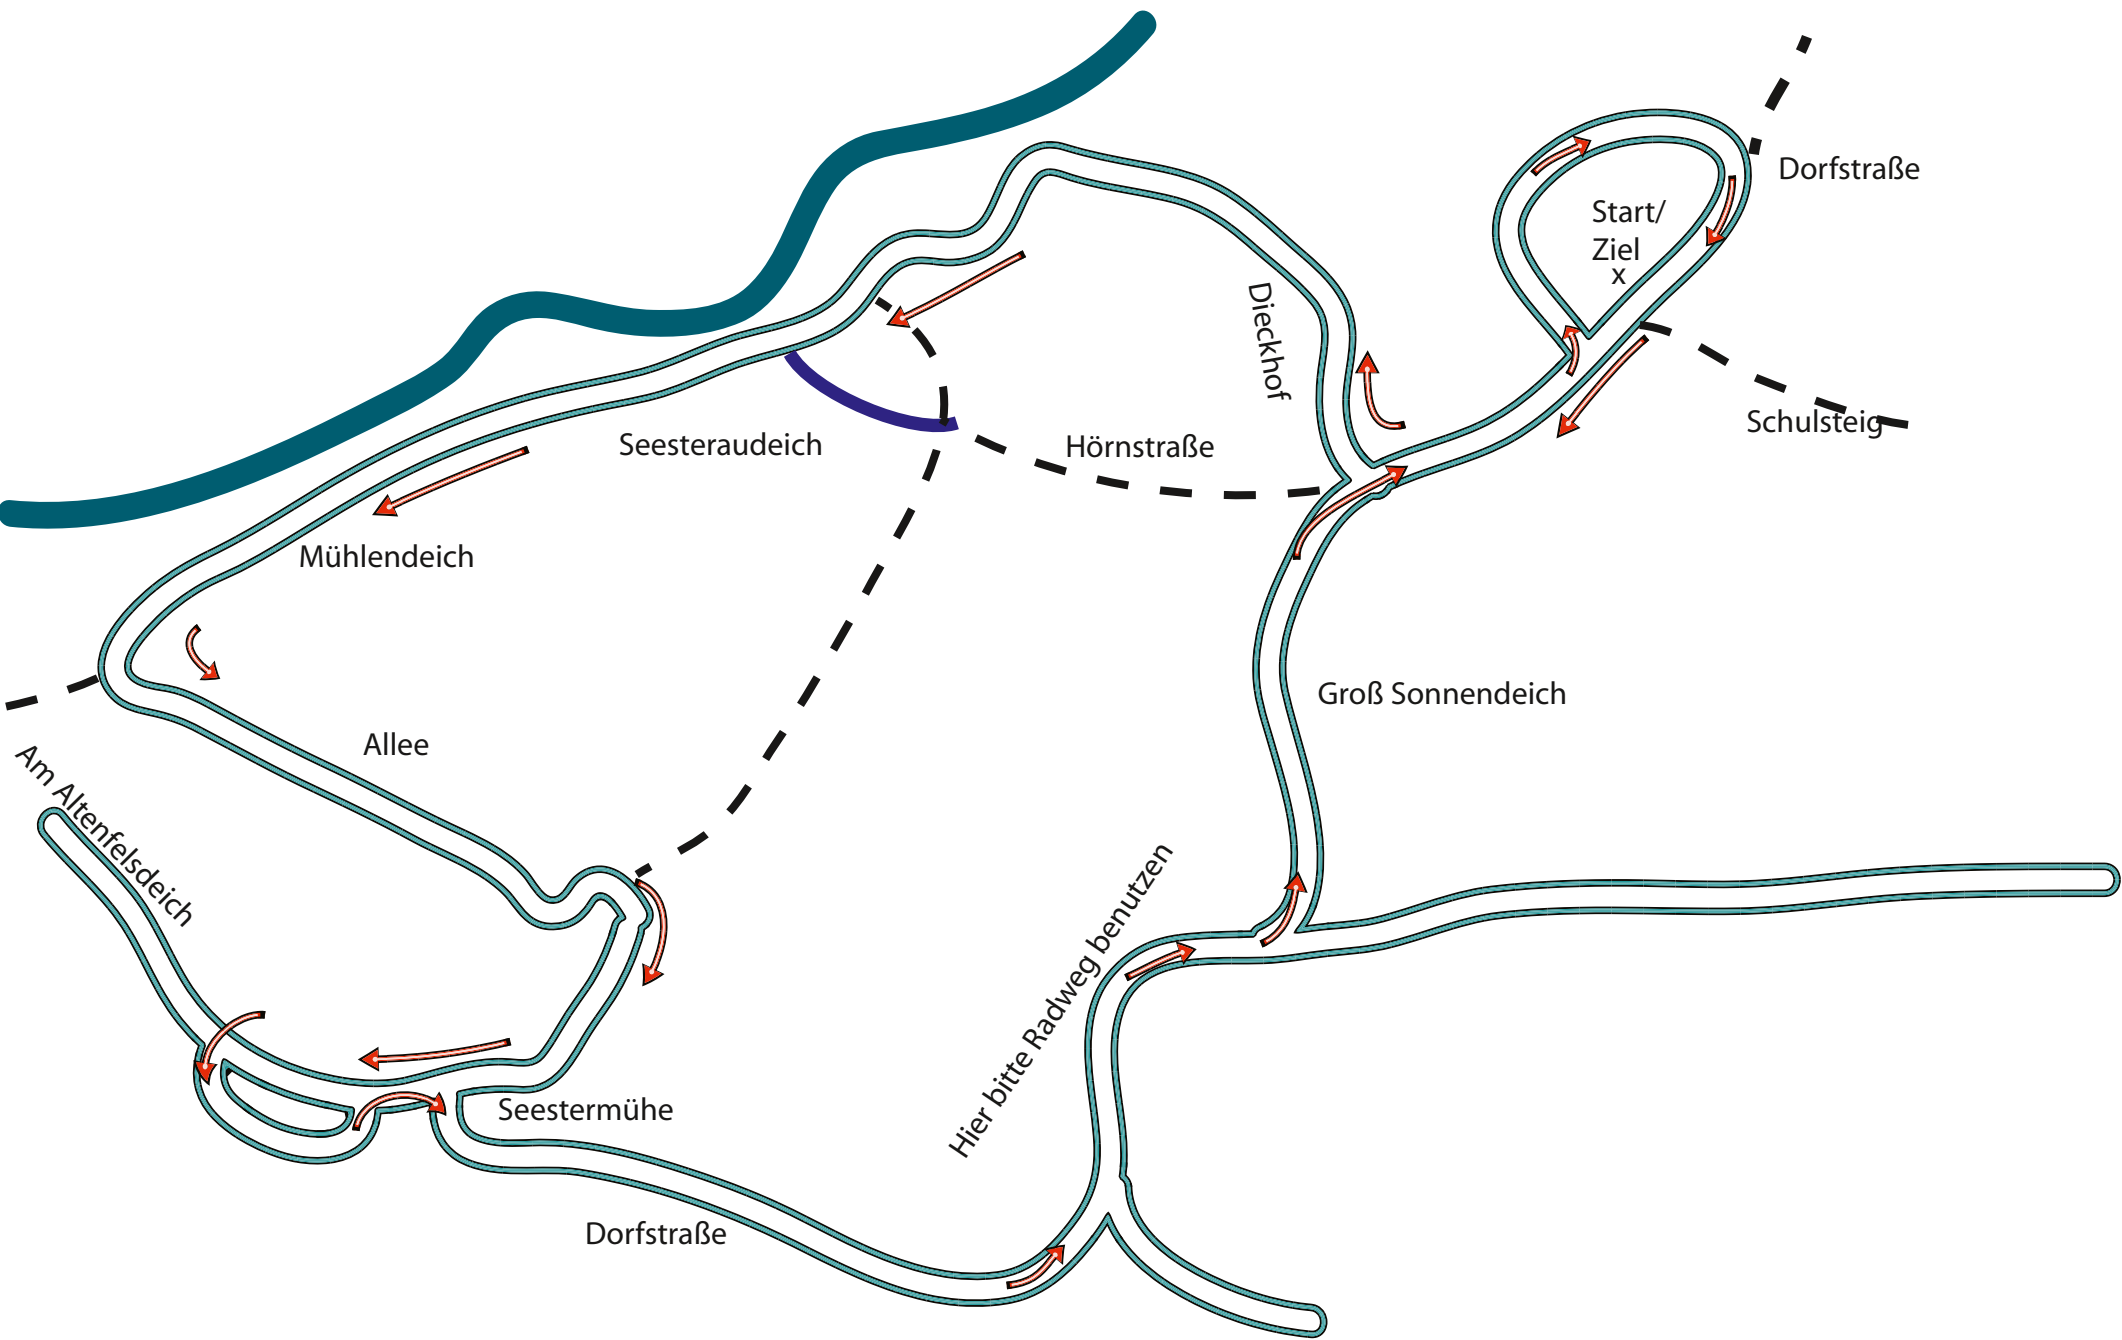 Dorfstraße
Start/
Ziel
x
Dieckhof
Schulsteig
Seesteraudeich
Hörnstraße
Mühlendeich
Groß Sonnendeich
Allee
Am Altenfelsdeich
Hier bitte Radweg benutzen
Seestermühe
Dorfstraße